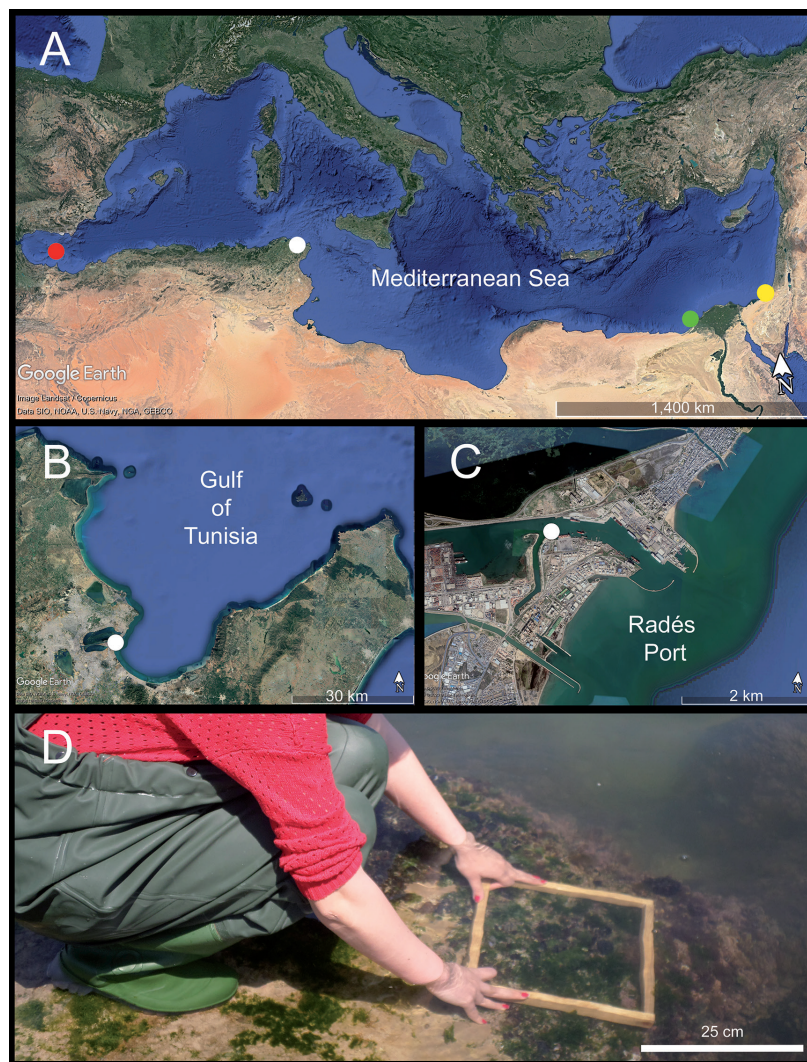 A
Mediterranean Sea
Google Earth
Image Landsat / Copernicus
Data SIO, NOAA, U.S. Navy, NGA, GEBCO
N
1,400 km
B
Gulf
of
Tunisia
Google Earth
N
30 km
C
Radés
Port
Google Earth
N
2 km
D
25 cm